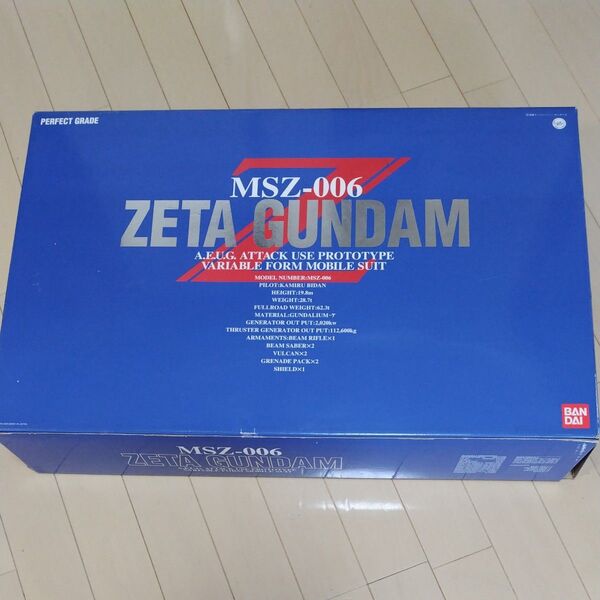 PERFECT GRADE
MSZ-006
ZETA GUNDAM
A.E.U.G. ATTACK USE PROTOTYPE
VARIABLE FORM MOBILE SUIT
MODEL NUMBER:MSZ-006
PILOT:KAMIRU BIDAN
HEIGHT:19.8m
WEIGHT:28.7t
FULLROAD WEIGHT:62.3t
MATERIAL:GUNDALIUM-γ
GENERATOR OUT PUT:2,020kw
THRUSTER GENERATOR OUT PUT:112,600kg
ARMAMENTS:BEAM RIFLE×1
BEAM SABER×2
VULCAN×2
GRENADE PACK×2
SHIELD×1
BAN
DAI
MSZ-006
ZETA GUNDAM